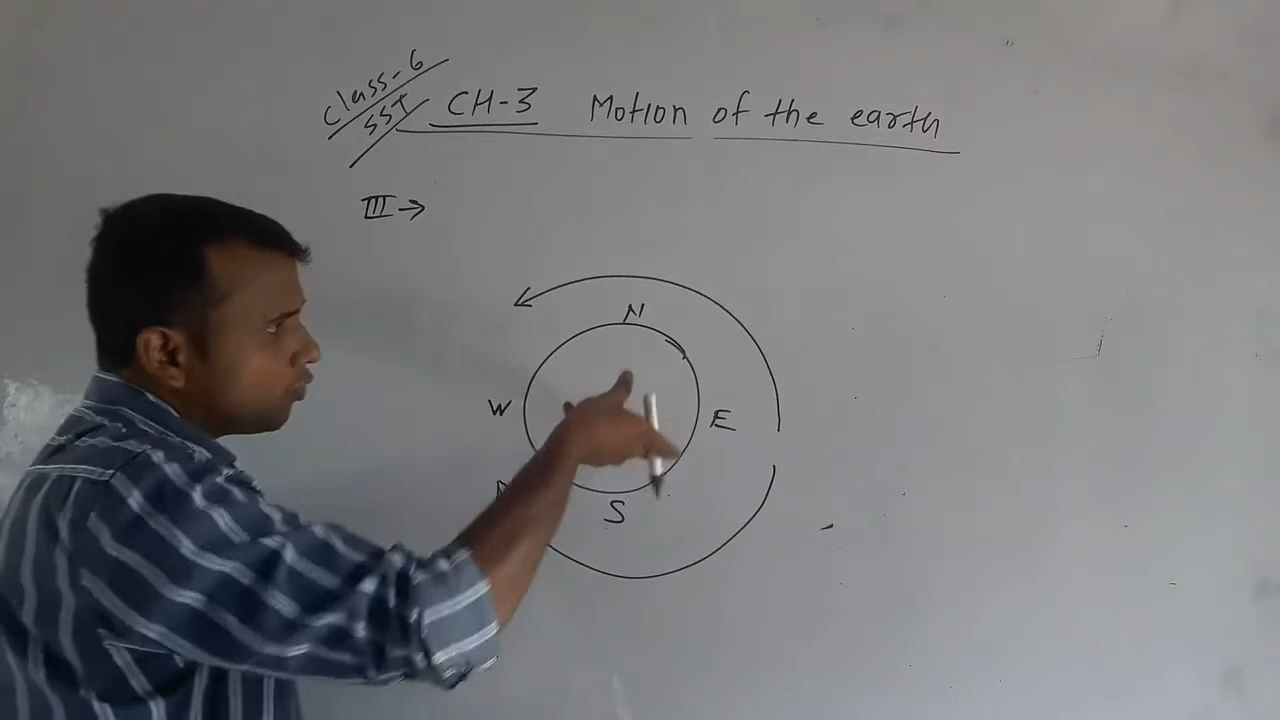 Class-6
SST
CH-3 Motion of the earth
III →
N
W
E
S